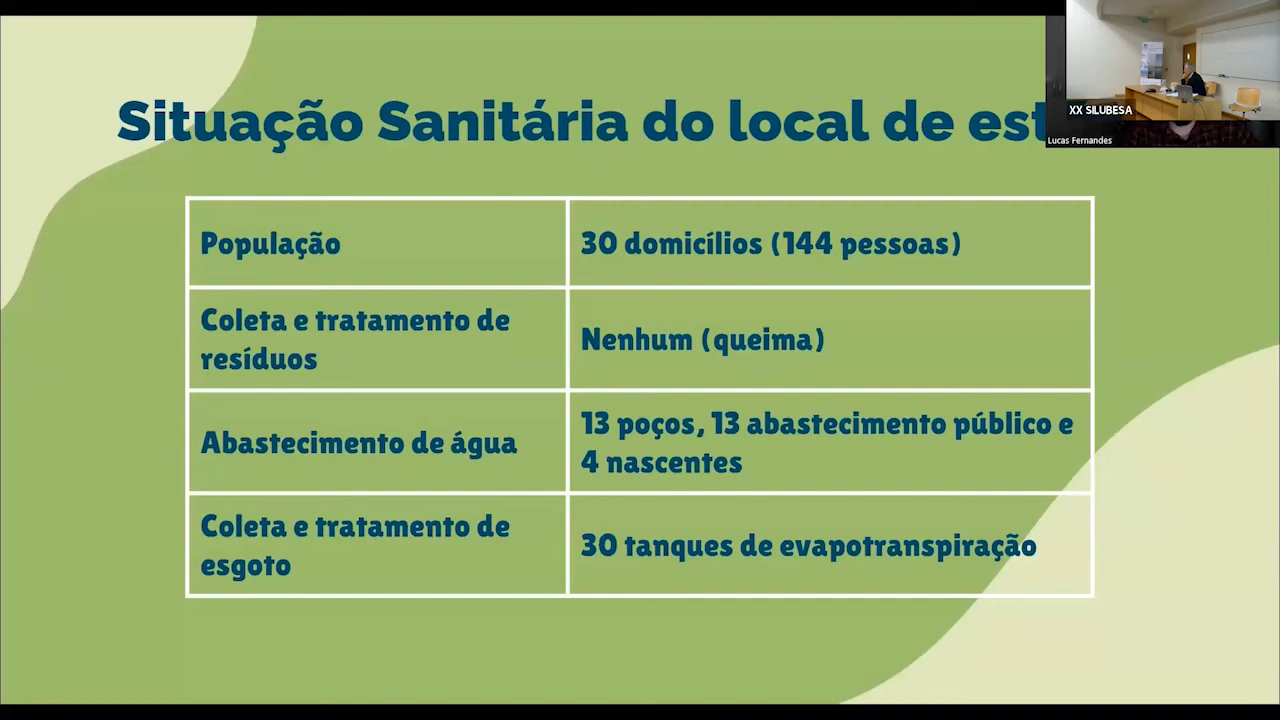 Situação Sanitária do local de est
XX SILUBESA
Lucas Fernandes
População
30 domicílios (144 pessoas)
Coleta e tratamento de
resíduos
Nenhum (queima)
Abastecimento de água
13 poços, 13 abastecimento público e
4 nascentes
Coleta e tratamento de
esgoto
30 tanques de evapotranspiração